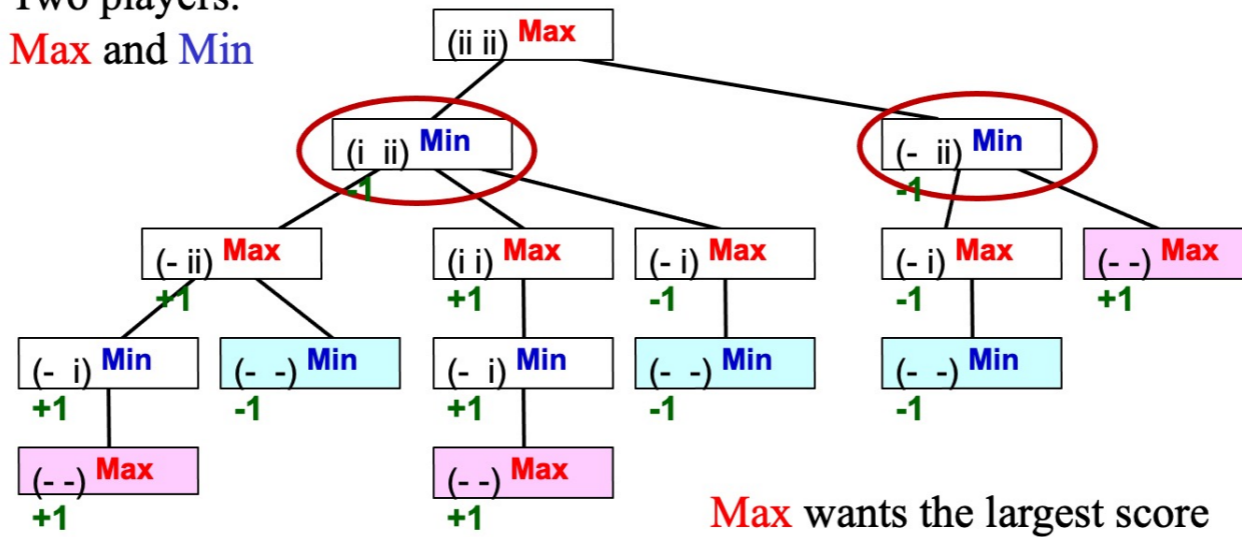 Two players:
Max and Min
(ii ii) Max
(i ii) Min
-1
(- ii) Min
-1
(- ii) Max
+1
(i i) Max
+1
(- i) Max
-1
(- i) Max
-1
(- -) Max
+1
(- i) Min
+1
(- -) Min
-1
(- i) Min
+1
(- -) Min
-1
(- -) Min
-1
(- -) Max
+1
(- -) Max
+1
Max wants the largest score